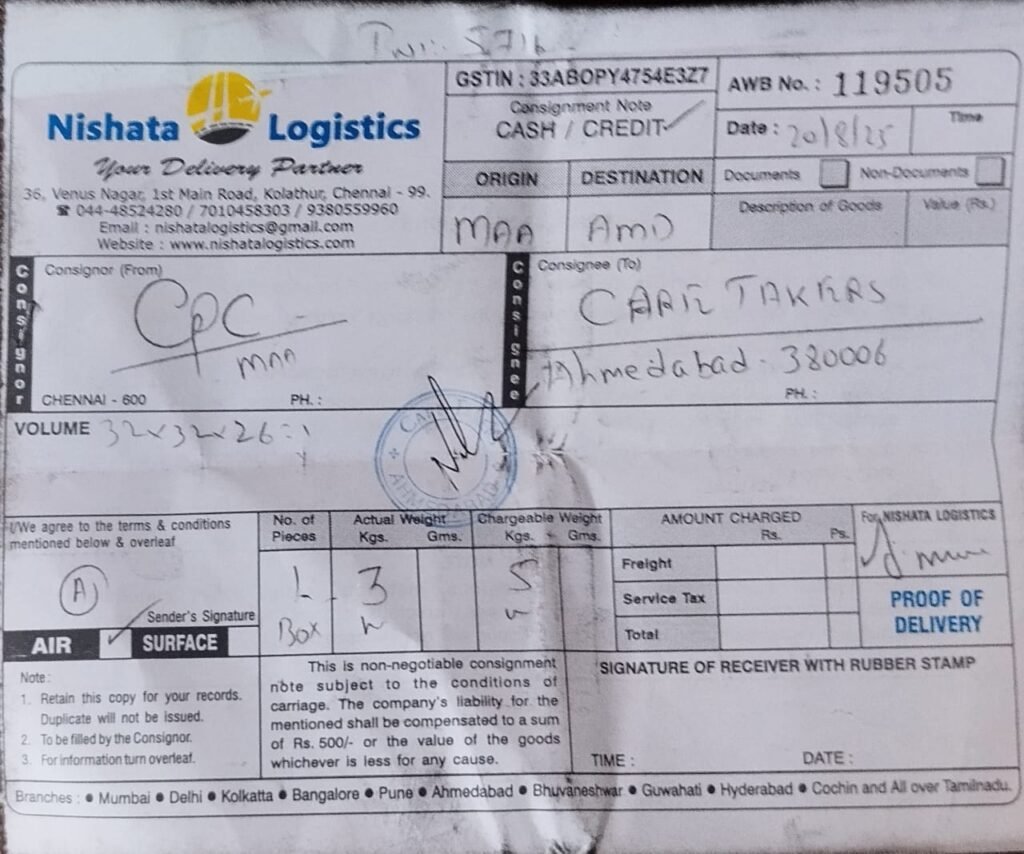 Nishata Logistics
Your Delivery Partner
36, Venus Nagar, 1st Main Road, Kolathur, Chennai - 99.
☎ 044-48524280 / 7010458303 / 9380559960
Email : nishatalogistics@gmail.com
Website : www.nishatalogistics.com
GSTIN : 33ABOPY4754E3Z7
Consignment Note
CASH / CREDIT ✓
AWB No. : 119505
Date : 20/8/25
Time
ORIGIN DESTINATION
MAA AMD
Documents Non-Documents
Description of Goods Value (Rs.)
Consignor
Consignor (From)
CPC
MAA
CHENNAI - 600 PH. :
Consignee
Consignee (To)
CARE TAKERS
Ahmedabad - 380006
PH. :
VOLUME 32x32x26=1
AHMEDABAD
I/We agree to the terms & conditions
mentioned below & overleaf
A
Sender's Signature
AIR ✓ SURFACE
No. of Pieces
1
Box
Actual Weight
Kgs. Gms.
3
Chargeable Weight
Kgs. Gms.
5
AMOUNT CHARGED
Rs. Ps.
Freight
Service Tax
Total
For NISHATA LOGISTICS
PROOF OF
DELIVERY
Note :
1. Retain this copy for your records.
Duplicate will not be issued.
2. To be filled by the Consignor.
3. For information turn overleaf.
This is non-negotiable consignment
note subject to the conditions of
carriage. The company's liability for the
mentioned shall be compensated to a sum
of Rs. 500/- or the value of the goods
whichever is less for any cause.
SIGNATURE OF RECEIVER WITH RUBBER STAMP
TIME : DATE :
Branches : • Mumbai • Delhi • Kolkatta • Bangalore • Pune • Ahmedabad • Bhuvaneshwar • Guwahati • Hyderabad • Cochin and All over Tamilnadu.